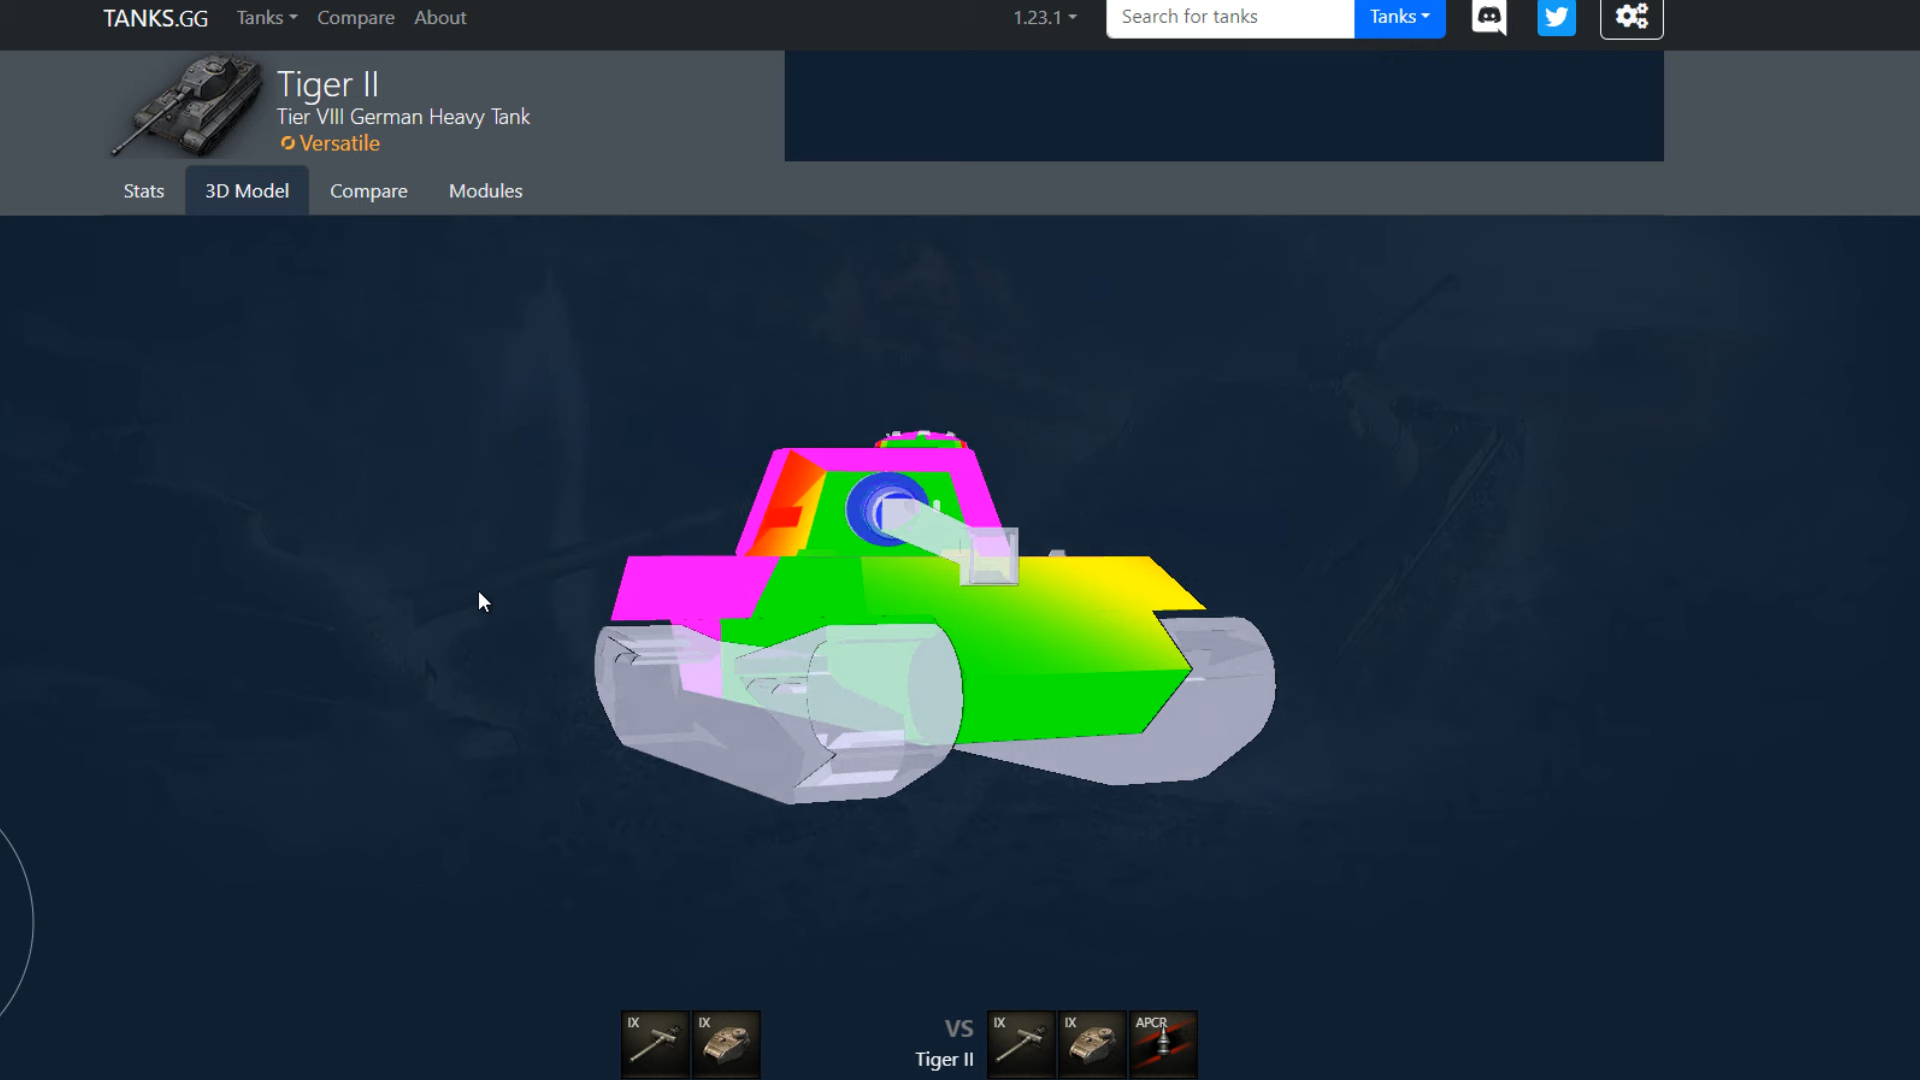 TANKS.GG Tanks Compare About 1.23.1 Search for tanks Tanks
Tiger II
Tier VIII German Heavy Tank
Versatile
Stats 3D Model Compare Modules
IX IX VS IX IX APCR
Tiger II